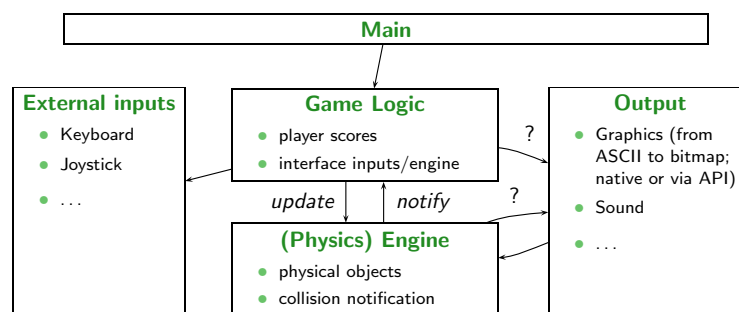 Main
External inputs
• Keyboard
• Joystick
• ...
Game Logic
• player scores
• interface inputs/engine
update
notify
(Physics) Engine
• physical objects
• collision notification
?
?
Output
• Graphics (from
ASCII to bitmap;
native or via API)
• Sound
• ...